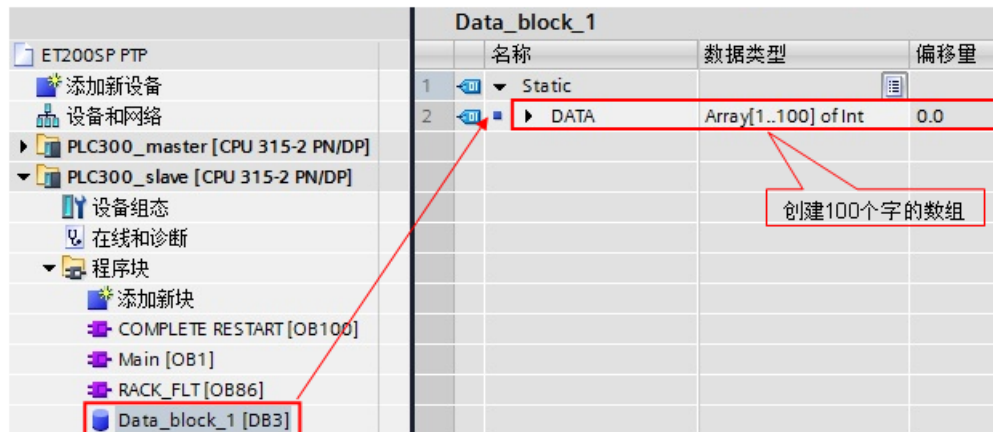 Data_block_1
ET200SP PTP
名称 数据类型 偏移量
添加新设备
1 Static
设备和网络
2 DATA Array[1..100] of Int 0.0
PLC300_master [CPU 315-2 PN/DP]
PLC300_slave [CPU 315-2 PN/DP]
设备组态
创建100个字的数组
在线和诊断
程序块
添加新块
COMPLETE RESTART [OB100]
Main [OB1]
RACK_FLT [OB86]
Data_block_1 [DB3]